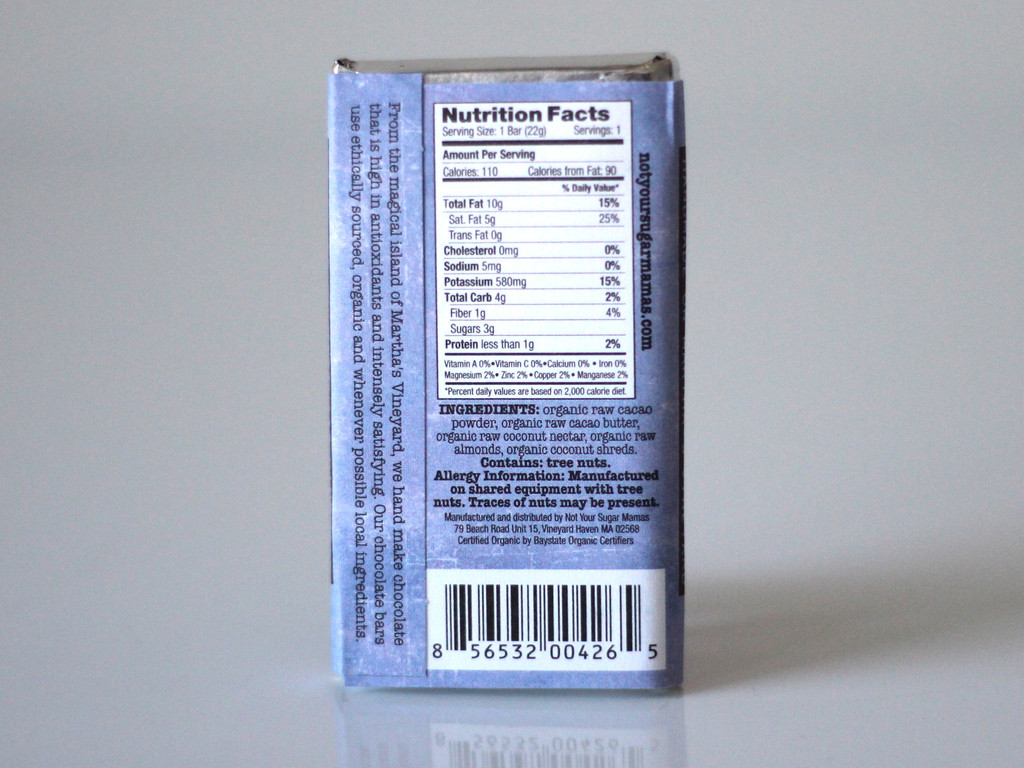 From the magical island of Martha's Vineyard, we hand make chocolate
that is high in antioxidants and intensely satisfying. Our chocolate bars
use ethically sourced, organic and whenever possible local ingredients.
Nutrition Facts
Serving Size: 1 Bar (22g) Servings: 1
Amount Per Serving
Calories: 110 Calories from Fat: 90
% Daily Value*
Total Fat 10g 15%
Sat. Fat 5g 25%
Trans Fat 0g
Cholesterol 0mg 0%
Sodium 5mg 0%
Potassium 580mg 15%
Total Carb 4g 2%
Fiber 1g 4%
Sugars 3g
Protein less than 1g 2%
Vitamin A 0%•Vitamin C 0%•Calcium 0% • Iron 0%
Magnesium 2%• Zinc 2% •Copper 2% • Manganese 2%
*Percent daily values are based on 2,000 calorie diet.
notyoursugarmamas.com
INGREDIENTS: organic raw cacao
powder, organic raw cacao butter,
organic raw coconut nectar, organic raw
almonds, organic coconut shreds.
Contains: tree nuts.
Allergy Information: Manufactured
on shared equipment with tree
nuts. Traces of nuts may be present.
Manufactured and distributed by Not Your Sugar Mamas
79 Beach Road Unit 15, Vineyard Haven MA 02568
Certified Organic by Baystate Organic Certifiers
8 56532 00426 5